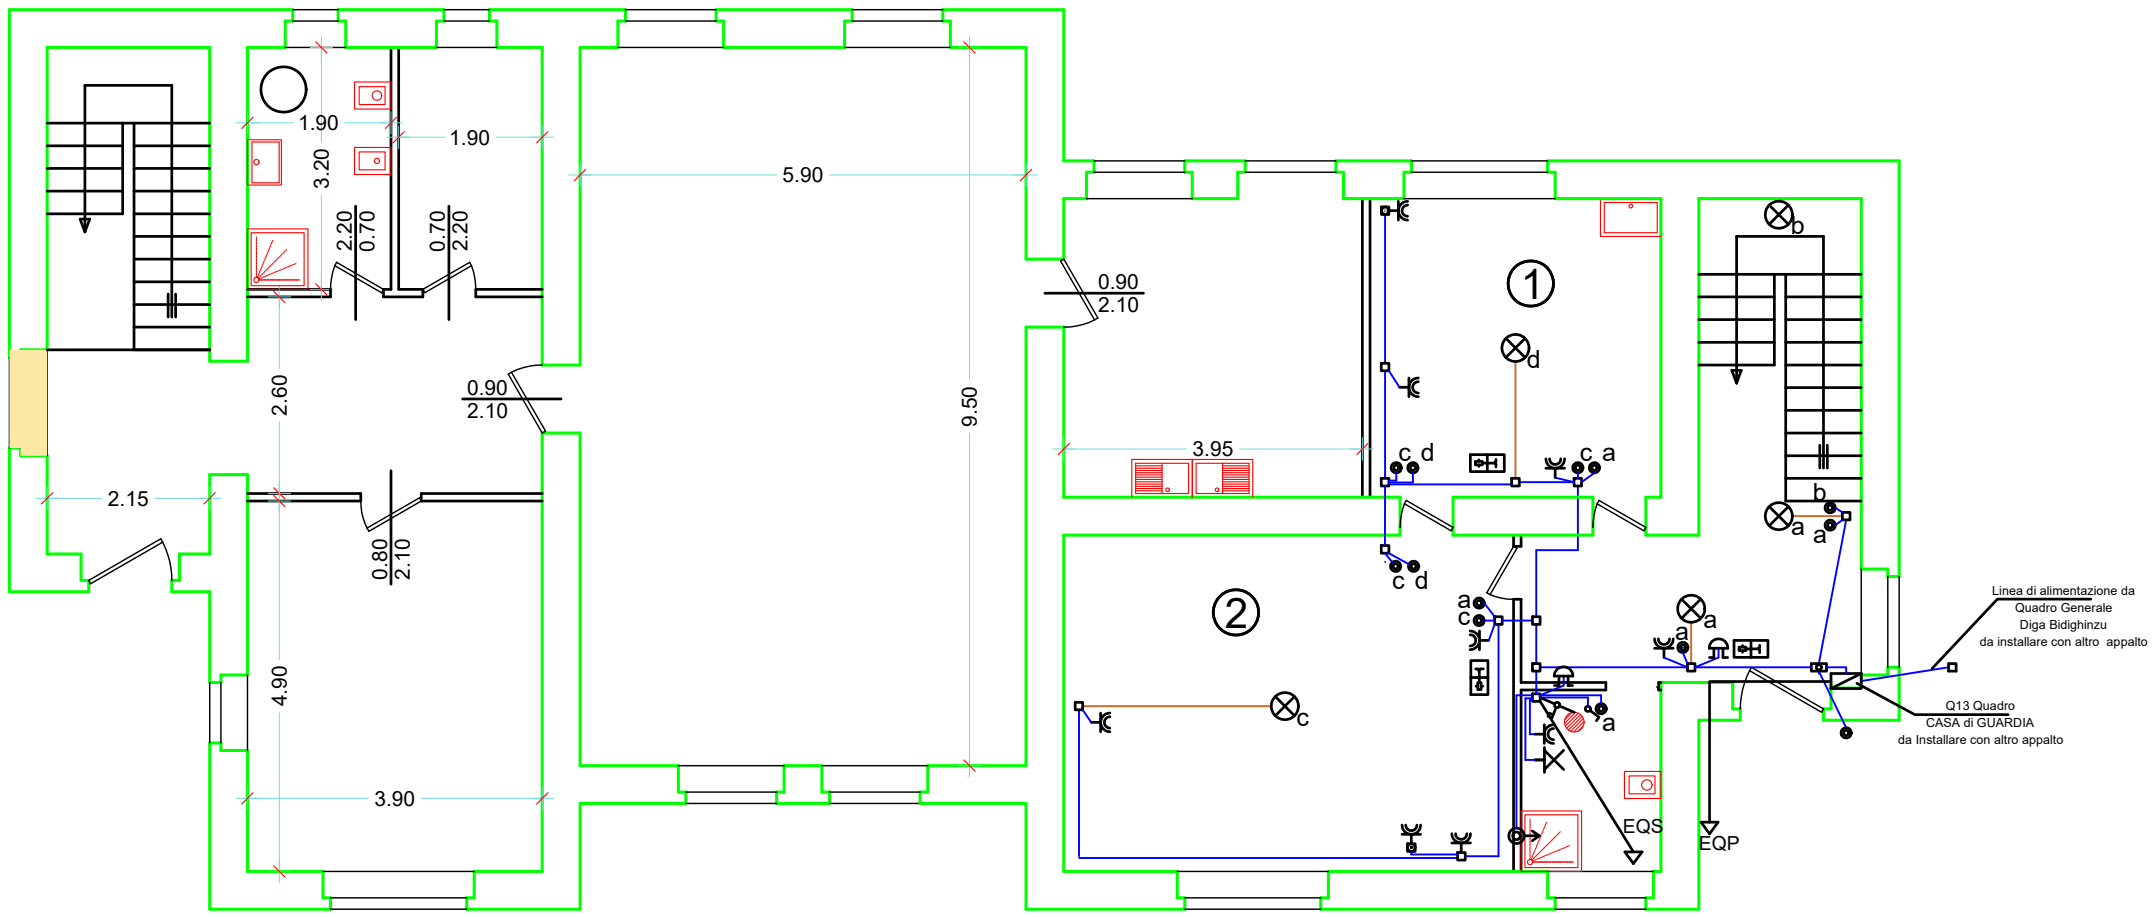 1.90
1.90
3.20
2.20
0.70
0.70
2.20
5.90
9.50
2.60
0.90
2.10
2.15
0.80
2.10
4.90
3.90
0.90
2.10
3.95
1
d
c d
c a
c d
2
a
c
c
b
b
a
a
a
a
a
EQS
EQP
Linea di alimentazione da
Quadro Generale
Diga Bidighinzu
da installare con altro appalto
Q13 Quadro
CASA di GUARDIA
da Installare con altro appalto